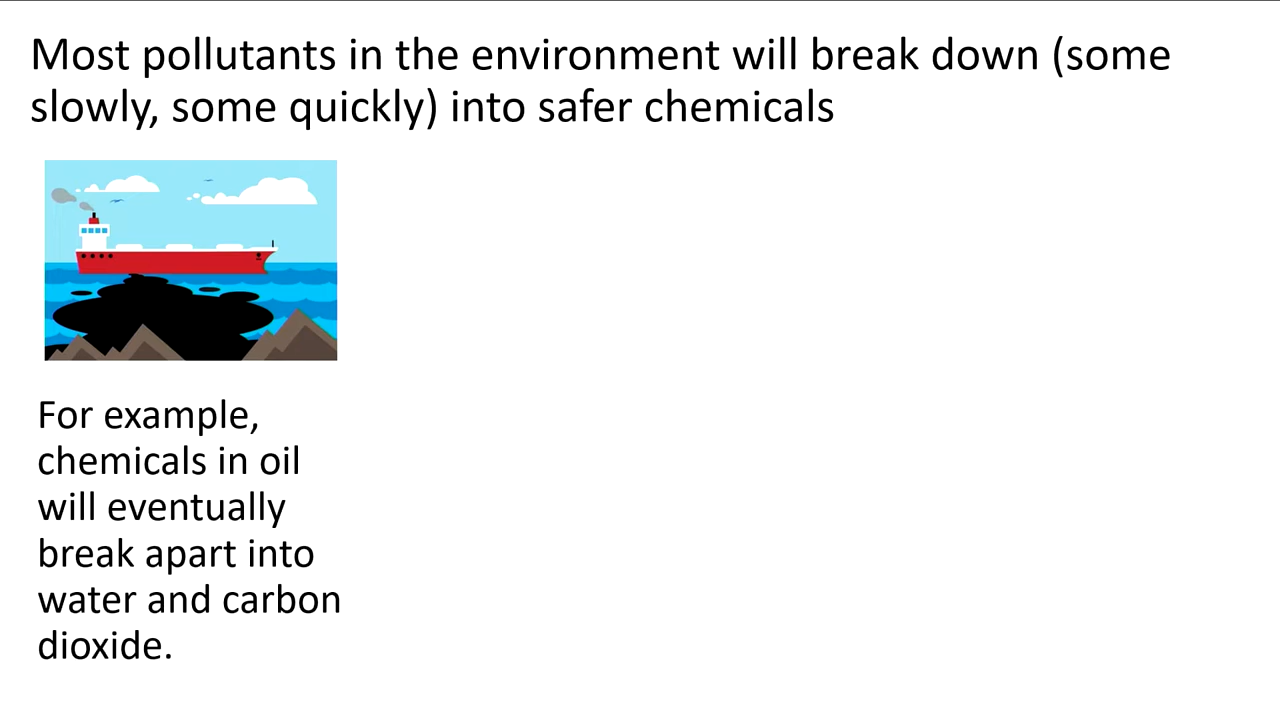 Most pollutants in the environment will break down (some
slowly, some quickly) into safer chemicals
For example,
chemicals in oil
will eventually
break apart into
water and carbon
dioxide.